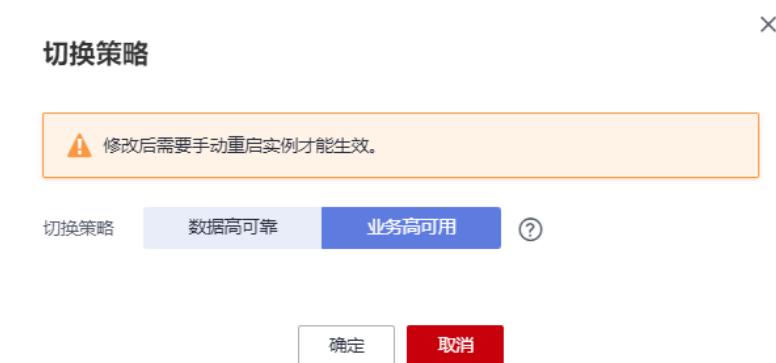 切换策略
修改后需要手动重启实例才能生效。
切换策略 数据高可靠 业务高可用
确定 取消